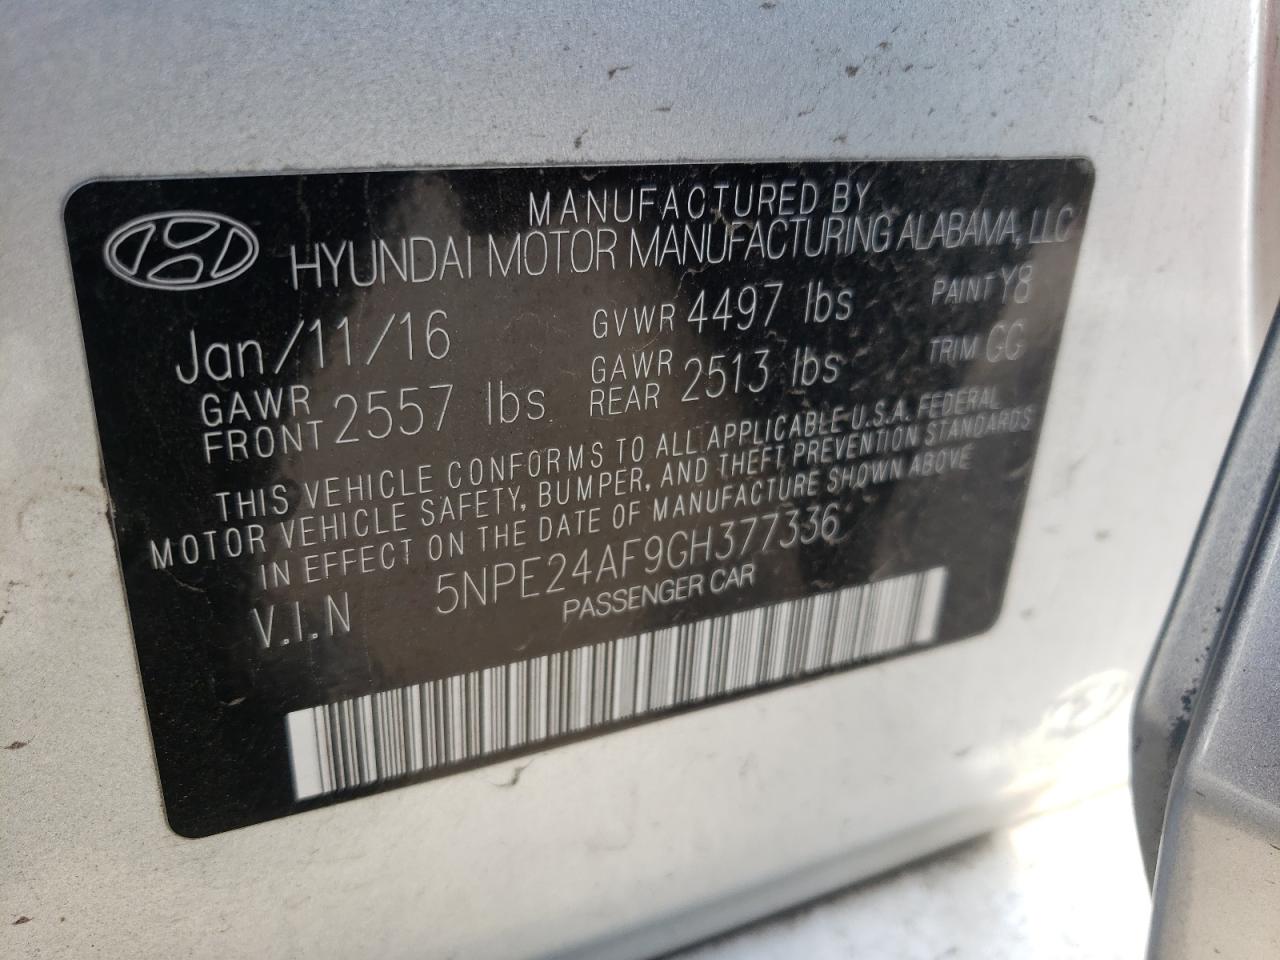 MANUFACTURED BY
HYUNDAI MOTOR MANUFACTURING ALABAMA, LLC
Jan/11/16 GVWR 4497 lbs PAINT Y8
GAWR FRONT 2557 lbs GAWR REAR 2513 lbs TRIM GG
THIS VEHICLE CONFORMS TO ALL APPLICABLE U.S.A. FEDERAL
MOTOR VEHICLE SAFETY, BUMPER, AND THEFT PREVENTION STANDARDS
IN EFFECT ON THE DATE OF MANUFACTURE SHOWN ABOVE
V.I.N 5NPE24AF9GH377336
PASSENGER CAR